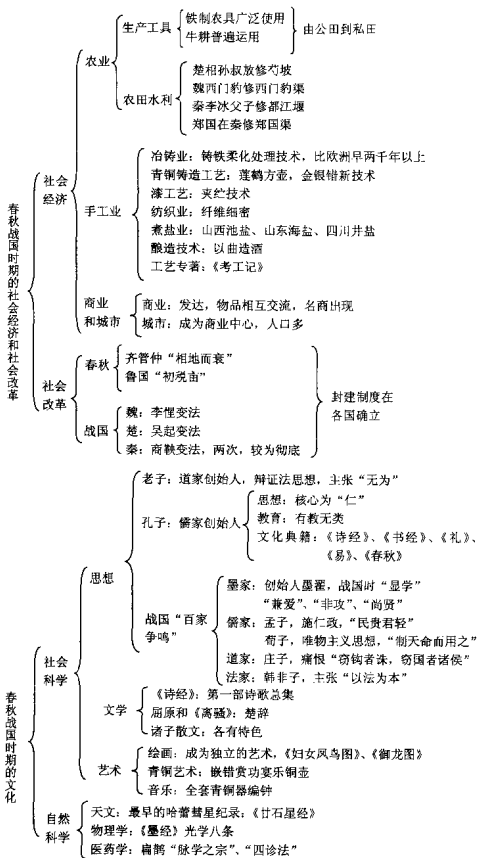 春秋战国时期的社会经济和社会改革
社会经济
农业
生产工具
铁制农具广泛使用
牛耕普遍运用
由公田到私田
农田水利
楚相孙叔敖修芍坡
魏西门豹修西门豹渠
秦李冰父子修都江堰
郑国在秦修郑国渠
手工业
冶铸业：铸铁柔化处理技术，比欧洲早两千年以上
青铜铸造工艺：莲鹤方壶，金银错新技术
漆工艺：夹纻技术
纺织业：纤维细密
煮盐业：山西池盐、山东海盐、四川井盐
酿造技术：以曲造酒
工艺专著：《考工记》
商业和城市
商业：发达，物品相互交流，名商出现
城市：成为商业中心，人口多
社会改革
春秋
齐管仲“相地而衰”
鲁国“初税亩”
战国
魏：李悝变法
楚：吴起变法
秦：商鞅变法，两次，较为彻底
封建制度在各国确立
春秋战国时期的文化
社会科学
思想
老子：道家创始人，辩证法思想，主张“无为”
孔子：儒家创始人
思想：核心为“仁”
教育：有教无类
文化典籍：《诗经》、《书经》、《礼》、
《易》、《春秋》
战国“百家争鸣”
墨家：创始人墨翟，战国时“显学”
“兼爱”、“非攻”、“尚贤”
儒家：孟子，施仁政，“民贵君轻”
荀子，唯物主义思想，“制天命而用之”
道家：庄子，痛恨“窃钩者诛，窃国者诸侯”
法家：韩非子，主张“以法为本”
文学
《诗经》：第一部诗歌总集
屈原和《离骚》：楚辞
诸子散文：各有特色
艺术
绘画：成为独立的艺术，《妇女凤鸟图》、《御龙图》
青铜艺术：嵌错赏功宴乐铜壶
音乐：全套青铜器编钟
自然科学
天文：最早的哈雷彗星纪录；《甘石星经》
物理学：《墨经》光学八条
医药学：扁鹊“脉学之宗”、“四诊法”